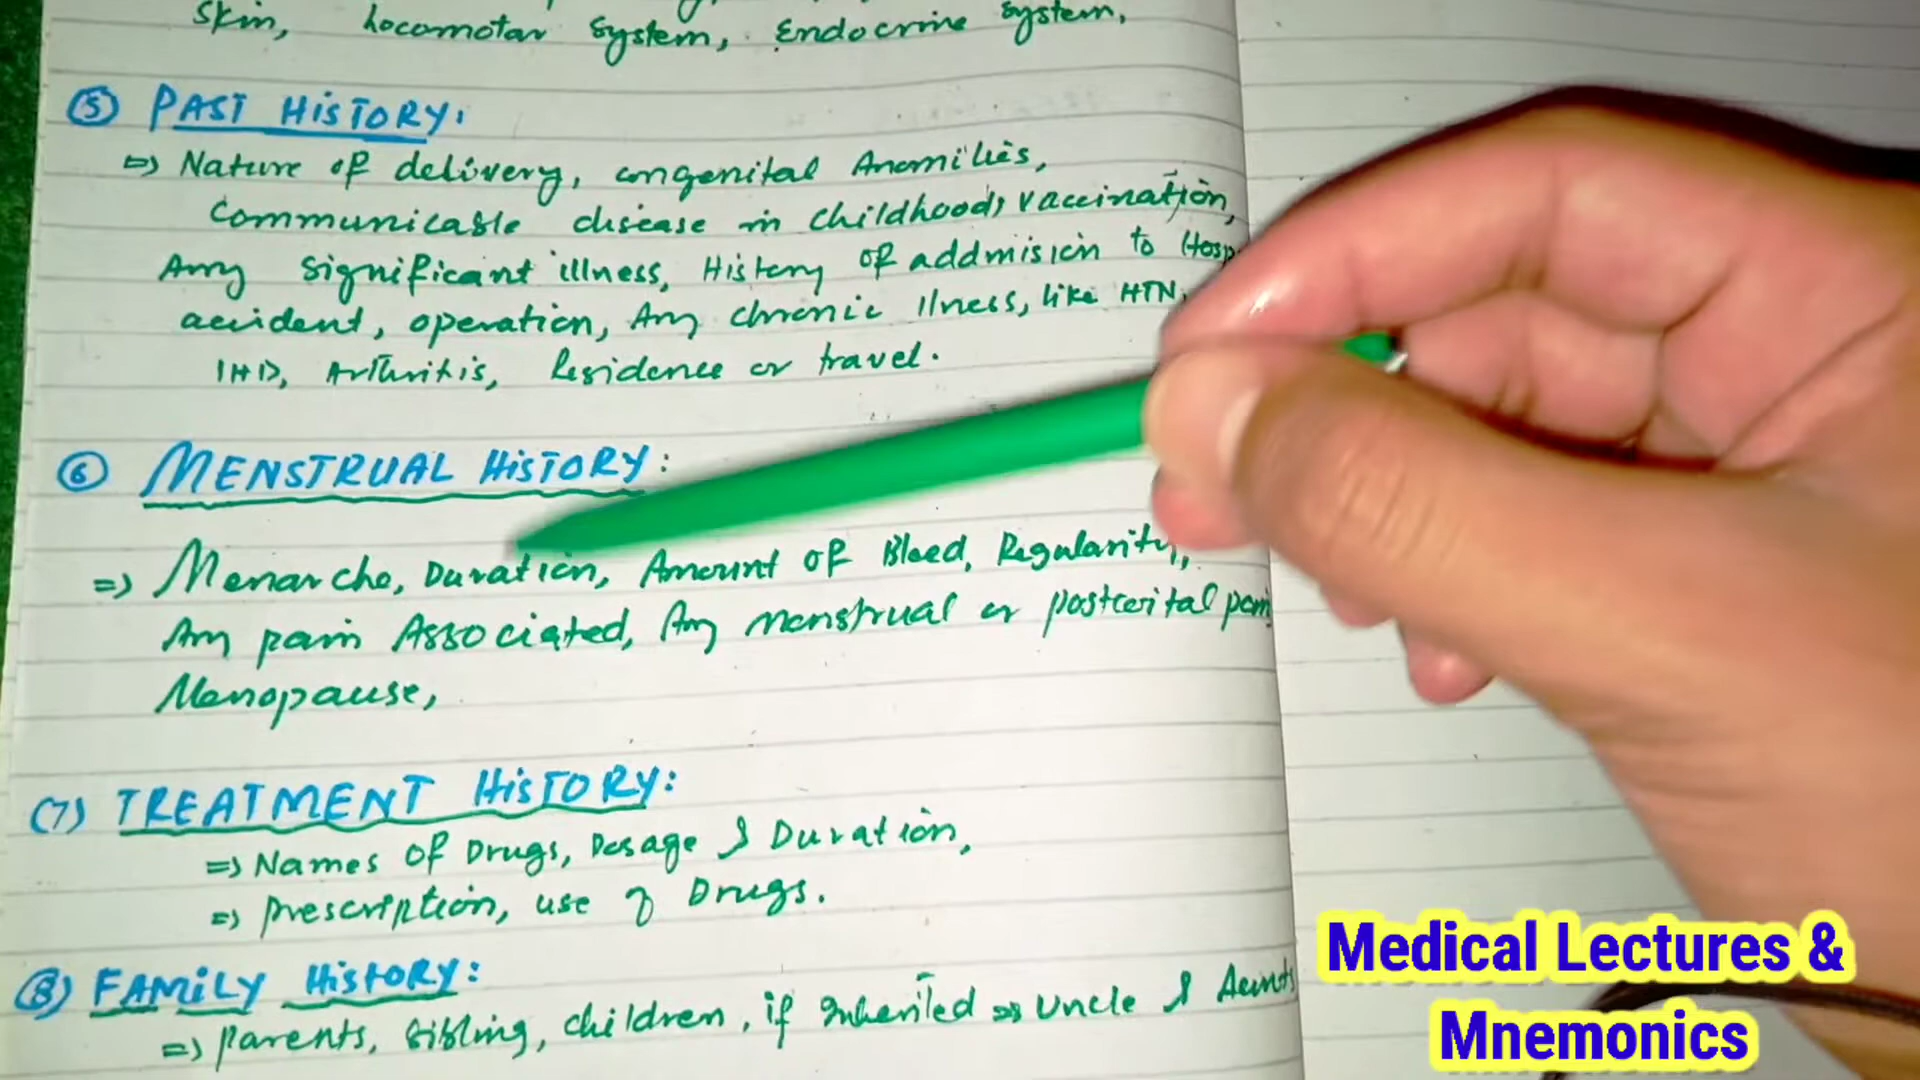 Skin, Locomotor System, Endocrine System,
⑤ PAST HISTORY:
=> Nature of delivery, congenital Anomilies,
Communicable disease in childhood, vaccination,
Any Significant illness, History of addmision to Hosp
accident, operation, Any chronic Ilness, like HTN,
IHD, Arthritis, Residence or travel.
⑥ MENSTRUAL HISTORY:
=> Menarche, Duration, Amount of Bleed, Regularity,
Any pain Associated, Any menstrual or postcoital pain
Menopause,
(7) TREATMENT HISTORY:
=> Names of Drugs, Dosage & Duration,
=> prescription, use of Drugs.
(8) FAMILY HISTORY:
=> parents, sibling, children, if Inherited => Uncle & Aunts
Medical Lectures &
Mnemonics